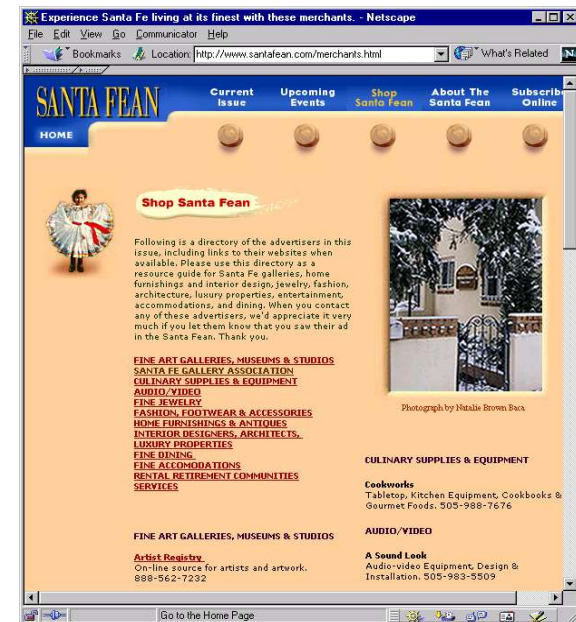 Experience Santa Fe living at its finest with these merchants. - Netscape
File Edit View Go Communicator Help
Bookmarks Location: http://www.santafean.com/merchants.html What's Related
SANTA FEAN
Current Issue
Upcoming Events
Shop Santa Fean
About The Santa Fean
Subscribe Online
HOME
Shop Santa Fean
Following is a directory of the advertisers in this
issue, including links to their websites when
available. Please use this directory as a
resource guide for Santa Fe galleries, home
furnishings and interior design, jewelry, fashion,
architecture, luxury properties, entertainment,
accommodations, and dining. When you contact
any of these advertisers, we'd appreciate it very
much if you let them know that you saw their ad
in the Santa Fean. Thank you.
FINE ART GALLERIES, MUSEUMS & STUDIOS
SANTA FE GALLERY ASSOCIATION
CULINARY SUPPLIES & EQUIPMENT
AUDIO/VIDEO
FINE JEWELRY
FASHION, FOOTWEAR & ACCESSORIES
HOME FURNISHINGS & ANTIQUES
INTERIOR DESIGNERS, ARCHITECTS,
LUXURY PROPERTIES
FINE DINING
FINE ACCOMODATIONS
RENTAL RETIREMENT COMMUNITIES
SERVICES
FINE ART GALLERIES, MUSEUMS & STUDIOS
Artist Registry
On-line source for artists and artwork.
888-562-7232
Photograph by Natalie Brown Baca
CULINARY SUPPLIES & EQUIPMENT
Cookworks
Tabletop, Kitchen Equipment, Cookbooks &
Gourmet Foods. 505-988-7676
AUDIO/VIDEO
A Sound Look
Audio-video Equipment, Design &
Installation. 505-983-5509
Go to the Home Page